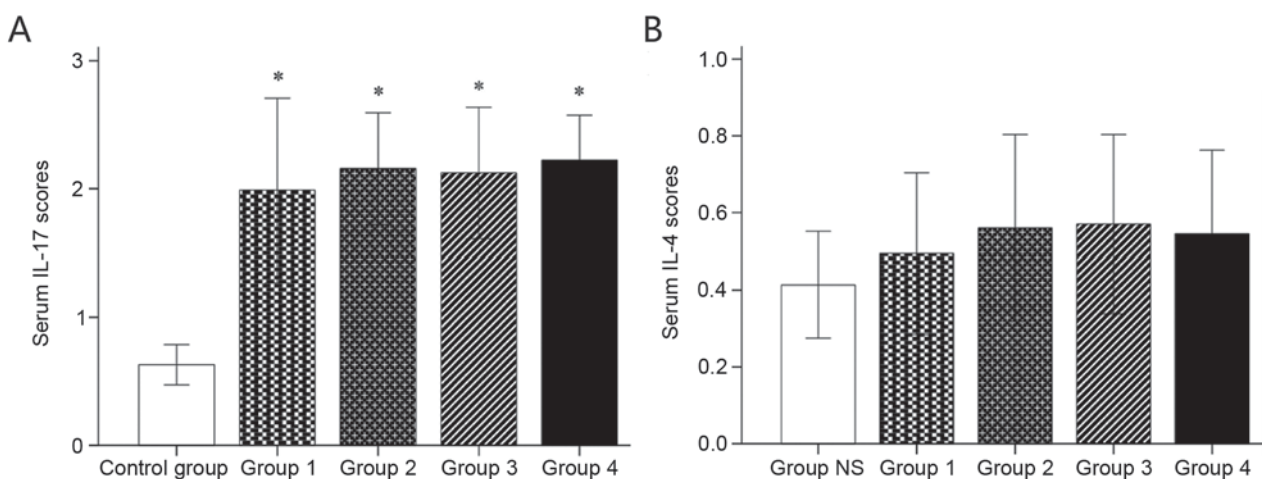 A
Serum IL-17 scores
3
2
1
0
* * * *
Control group Group 1 Group 2 Group 3 Group 4
B
Serum IL-4 scores
1.0
0.8
0.6
0.4
0.2
0.0
Group NS Group 1 Group 2 Group 3 Group 4